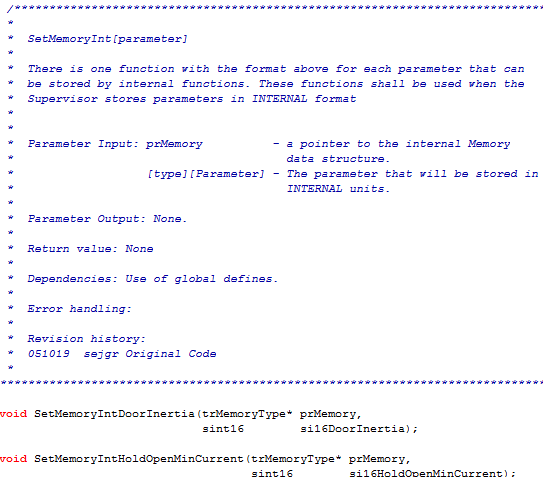 /******************************************************************************
*
* SetMemoryInt[parameter]
*
* There is one function with the format above for each parameter that can
* be stored by internal functions. These functions shall be used when the
* Supervisor stores parameters in INTERNAL format
*
*
* Parameter Input: prMemory - a pointer to the internal Memory
* data structure.
* [type][Parameter] - The parameter that will be stored in
* INTERNAL units.
*
* Parameter Output: None.
*
* Return value: None
*
* Dependencies: Use of global defines.
*
* Error handling:
*
* Revision history:
* 051019 sejgr Original Code
*
******************************************************************************
void SetMemoryIntDoorInertia(trMemoryType* prMemory,
sint16 si16DoorInertia);
void SetMemoryIntHoldOpenMinCurrent(trMemoryType* prMemory,
sint16 si16HoldOpenMinCurrent);